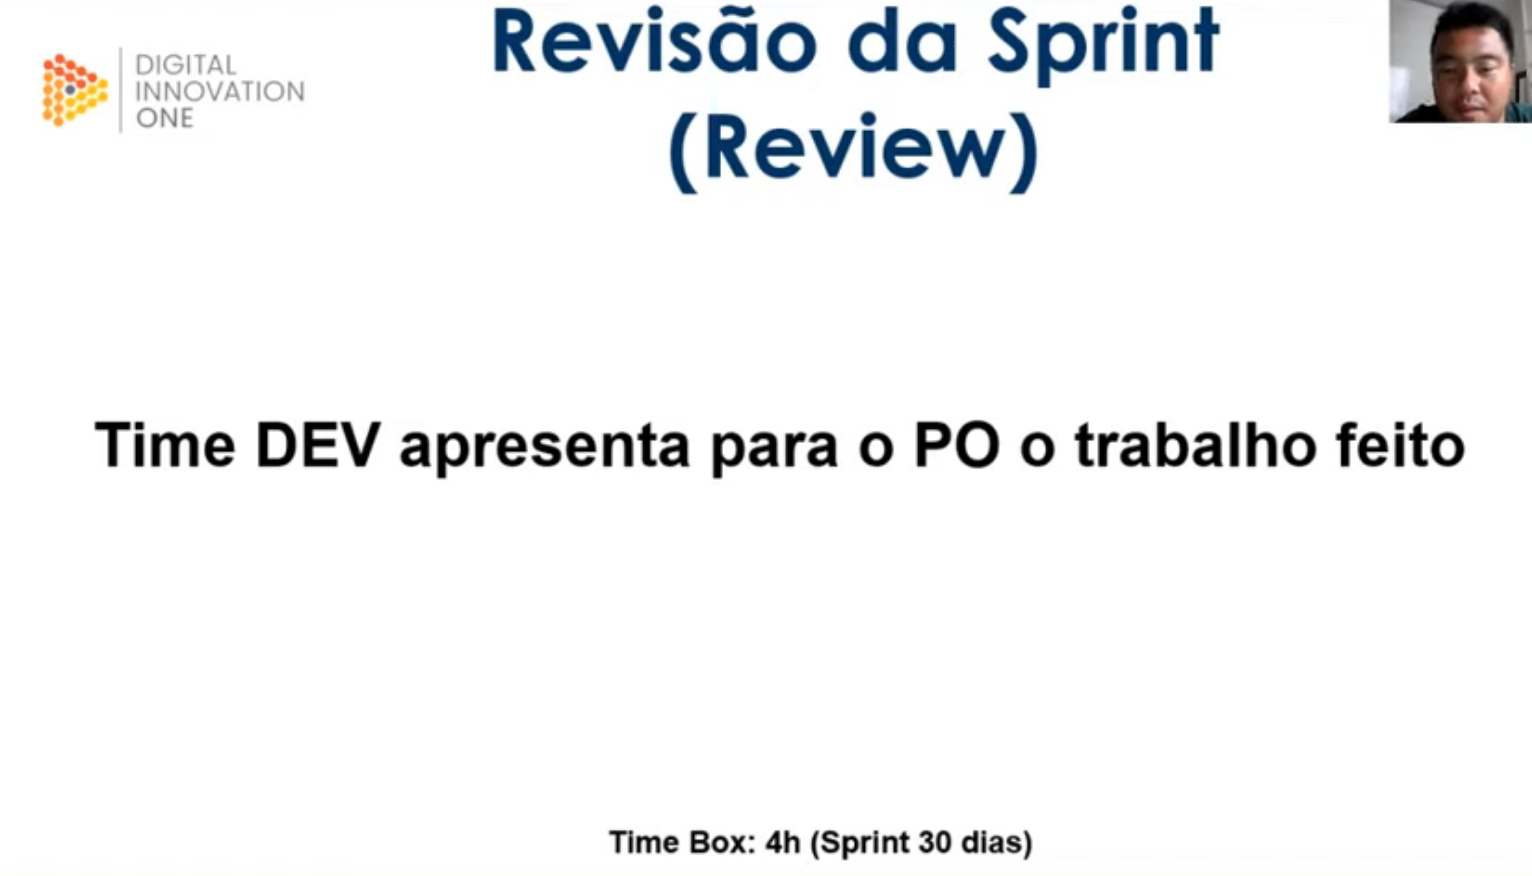 DIGITAL
INNOVATION
ONE
Revisão da Sprint
(Review)
Time DEV apresenta para o PO o trabalho feito
Time Box: 4h (Sprint 30 dias)